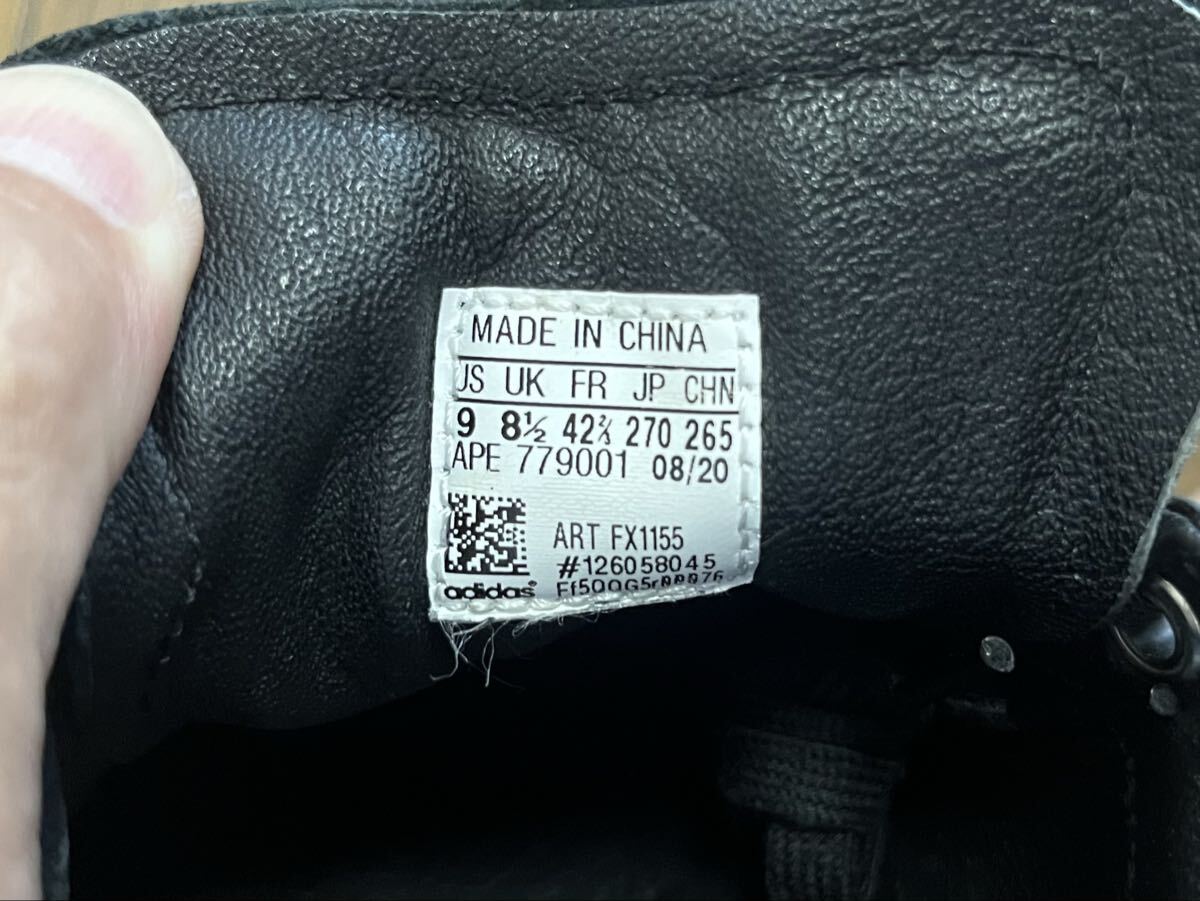 MADE IN CHINA
US UK FR JP CHN
9 8½ 42⅔ 270 265
APE 779001 08/20
ART FX1155
#126058045
adidas